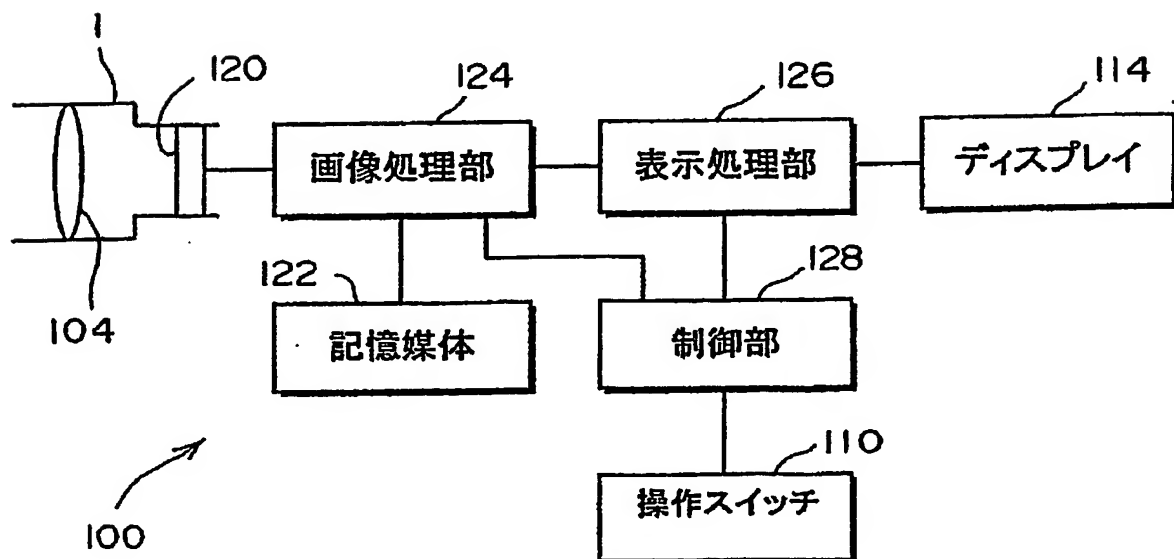 1
120
124
126
114
画像処理部
表示処理部
ディスプレイ
104
122
128
記憶媒体
制御部
110
操作スイッチ
100